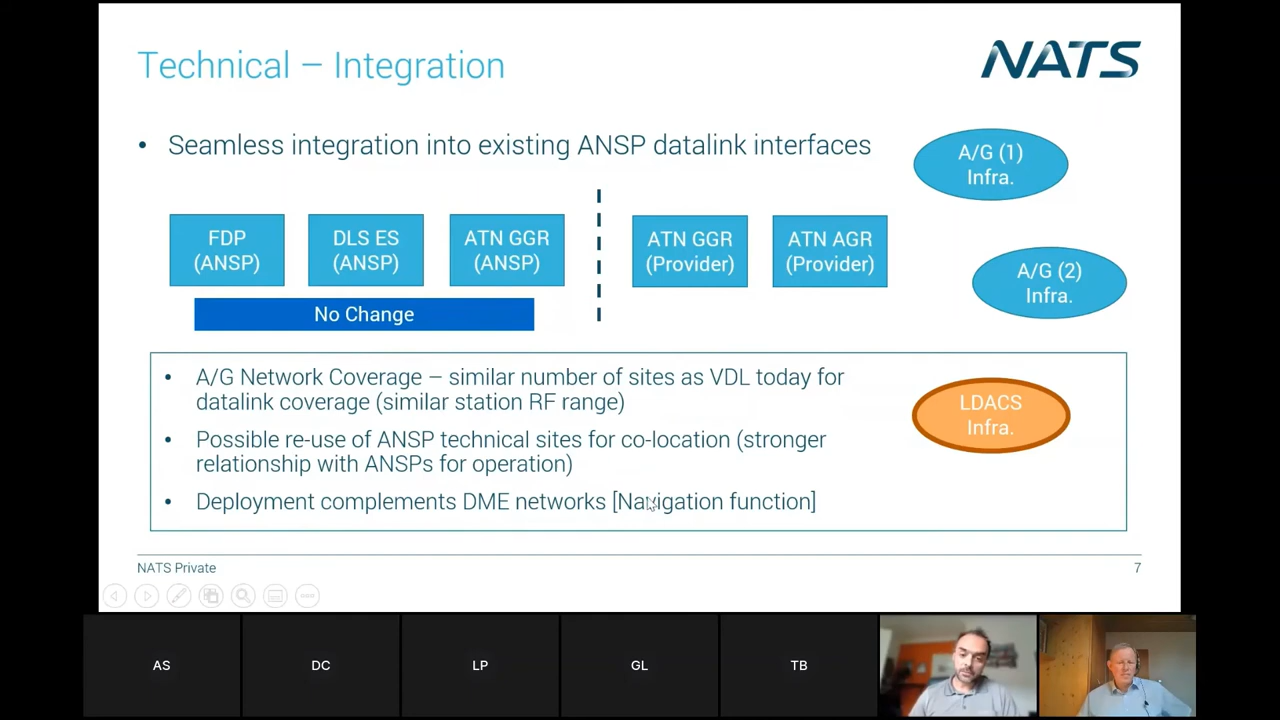 Technical – Integration
NATS
• Seamless integration into existing ANSP datalink interfaces
A/G (1)
Infra.
FDP
(ANSP)
DLS ES
(ANSP)
ATN GGR
(ANSP)
ATN GGR
(Provider)
ATN AGR
(Provider)
A/G (2)
Infra.
No Change
• A/G Network Coverage – similar number of sites as VDL today for
datalink coverage (similar station RF range)
• Possible re-use of ANSP technical sites for co-location (stronger
relationship with ANSPs for operation)
• Deployment complements DME networks [Navigation function]
LDACS
Infra.
NATS Private
7
AS
DC
LP
GL
TB